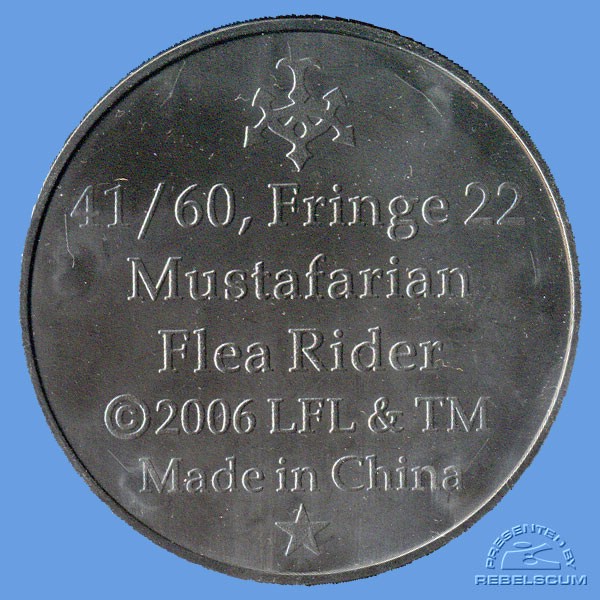 41/60, Fringe 22
Mustafarian
Flea Rider
©2006 LFL & TM
Made in China
PRESENTED BY
REBELSCUM